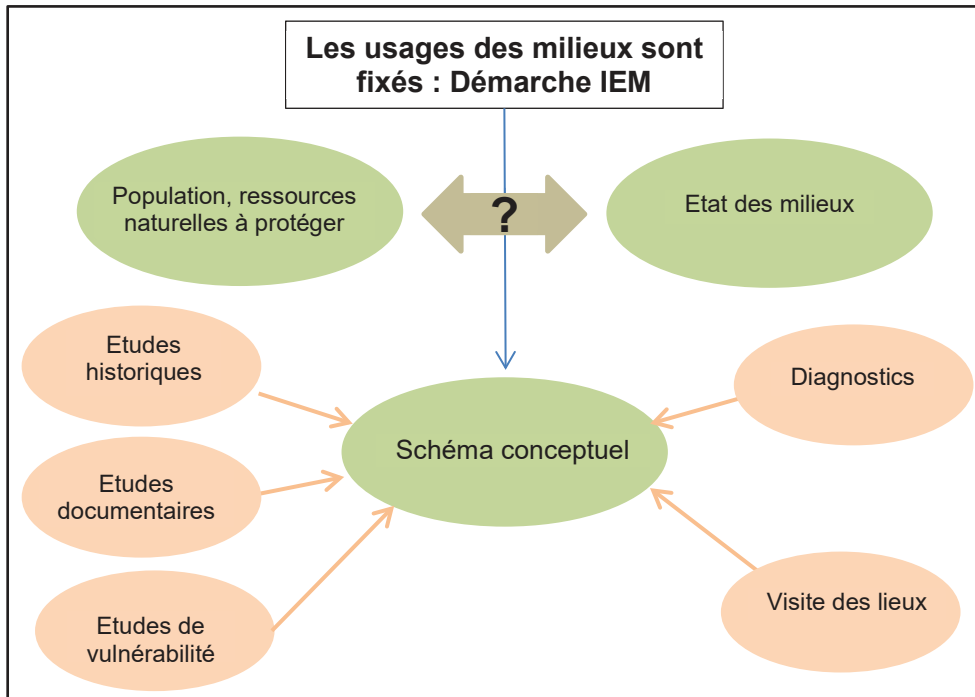 Les usages des milieux sont
fixés : Démarche IEM
Population, ressources
naturelles à protéger
?
Etat des milieux
Etudes
historiques
Diagnostics
Schéma conceptuel
Etudes
documentaires
Visite des lieux
Etudes de
vulnérabilité